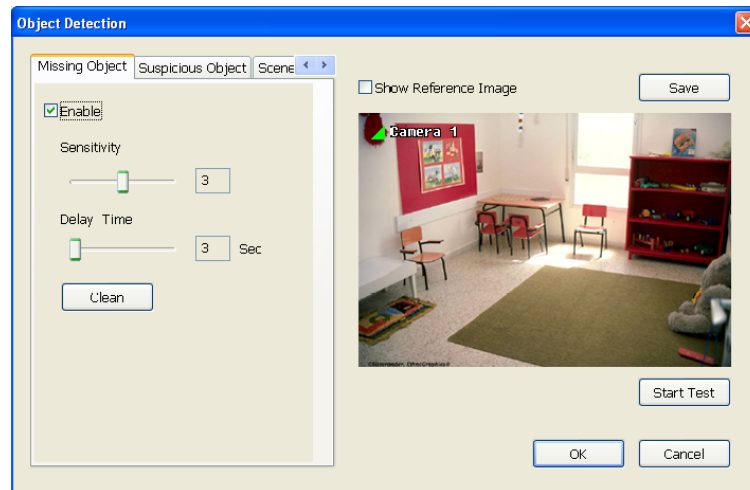 Object Detection
Missing Object
Suspicious Object
Scene
Enable
Sensitivity
3
Delay Time
3 Sec
Clean
Show Reference Image
Save
Camera 1
Start Test
OK
Cancel